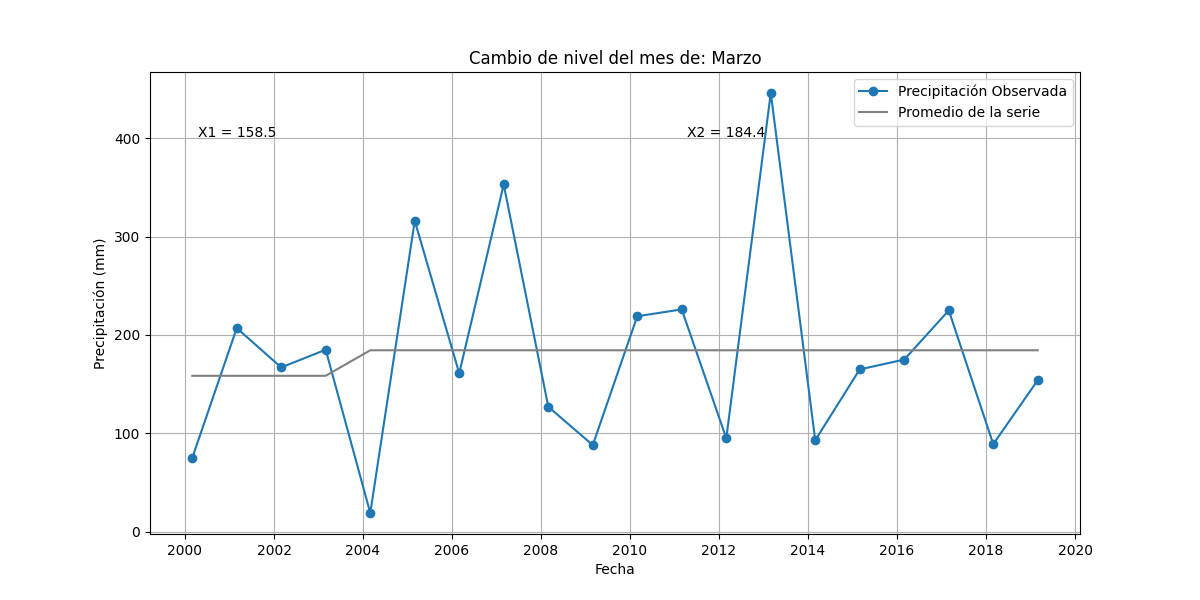 Cambio de nivel del mes de: Marzo
Precipitación Observada
Promedio de la serie
X1 = 158.5
X2 = 184.4
Precipitación (mm)
400
300
200
100
0
2000 2002 2004 2006 2008 2010 2012 2014 2016 2018 2020
Fecha